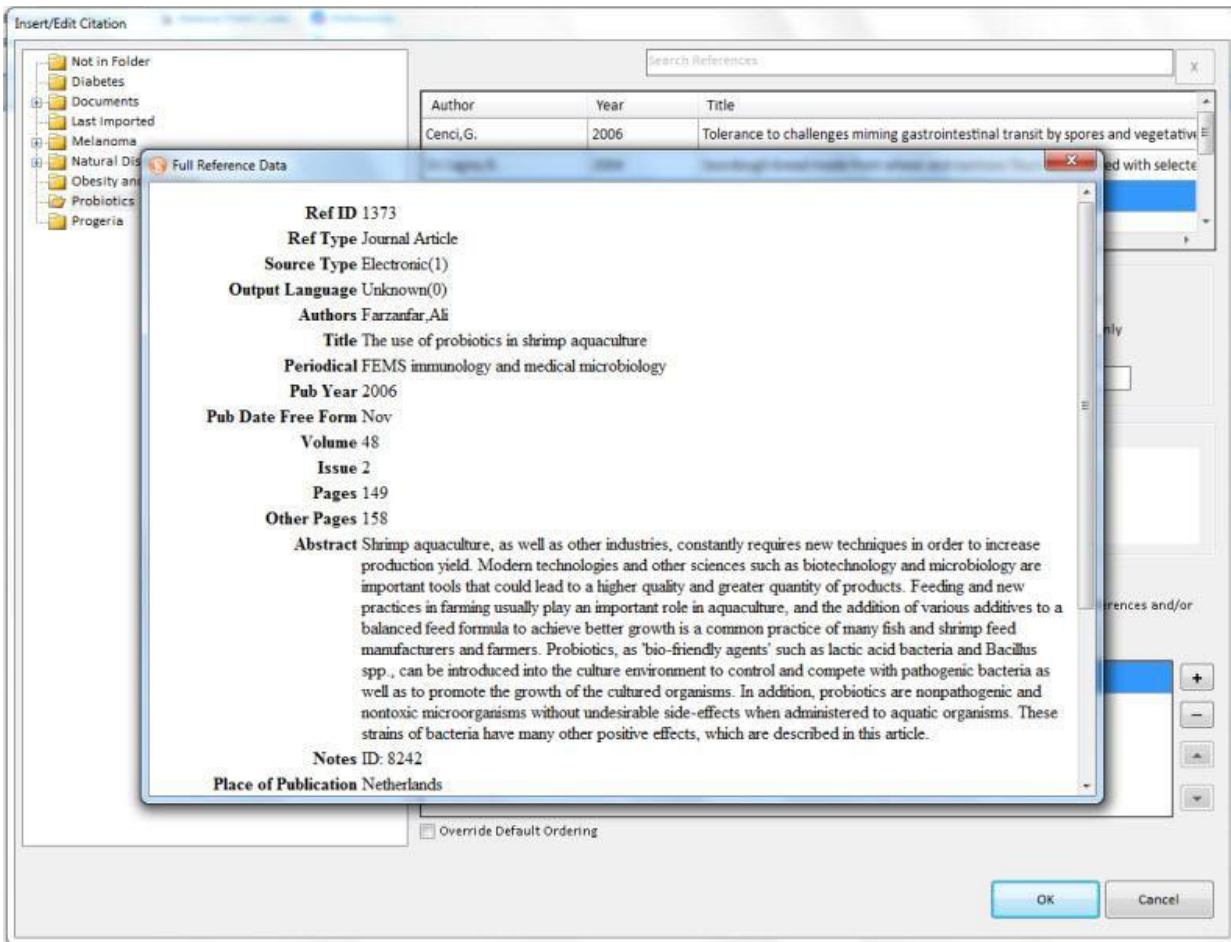 Insert/Edit Citation
Not in Folder
Diabetes
Documents
Last Imported
Melanoma
Natural Dis
Obesity and
Probiotics
Progeria
Search References
X
Author Year Title
Cenci,G. 2006 Tolerance to challenges miming gastrointestinal transit by spores and vegetative
ed with selecte
Full Reference Data
Ref ID 1373
Ref Type Journal Article
Source Type Electronic(1)
Output Language Unknown(0)
Authors Farzanfar,Ali
Title The use of probiotics in shrimp aquaculture
Periodical FEMS immunology and medical microbiology
Pub Year 2006
Pub Date Free Form Nov
Volume 48
Issue 2
Pages 149
Other Pages 158
Abstract Shrimp aquaculture, as well as other industries, constantly requires new techniques in order to increase
production yield. Modern technologies and other sciences such as biotechnology and microbiology are
important tools that could lead to a higher quality and greater quantity of products. Feeding and new
practices in farming usually play an important role in aquaculture, and the addition of various additives to a
balanced feed formula to achieve better growth is a common practice of many fish and shrimp feed
manufacturers and farmers. Probiotics, as 'bio-friendly agents' such as lactic acid bacteria and Bacillus
spp., can be introduced into the culture environment to control and compete with pathogenic bacteria as
well as to promote the growth of the cultured organisms. In addition, probiotics are nonpathogenic and
nontoxic microorganisms without undesirable side-effects when administered to aquatic organisms. These
strains of bacteria have many other positive effects, which are described in this article.
Notes ID: 8242
Place of Publication Netherlands
nly
erences and/or
Override Default Ordering
OK
Cancel